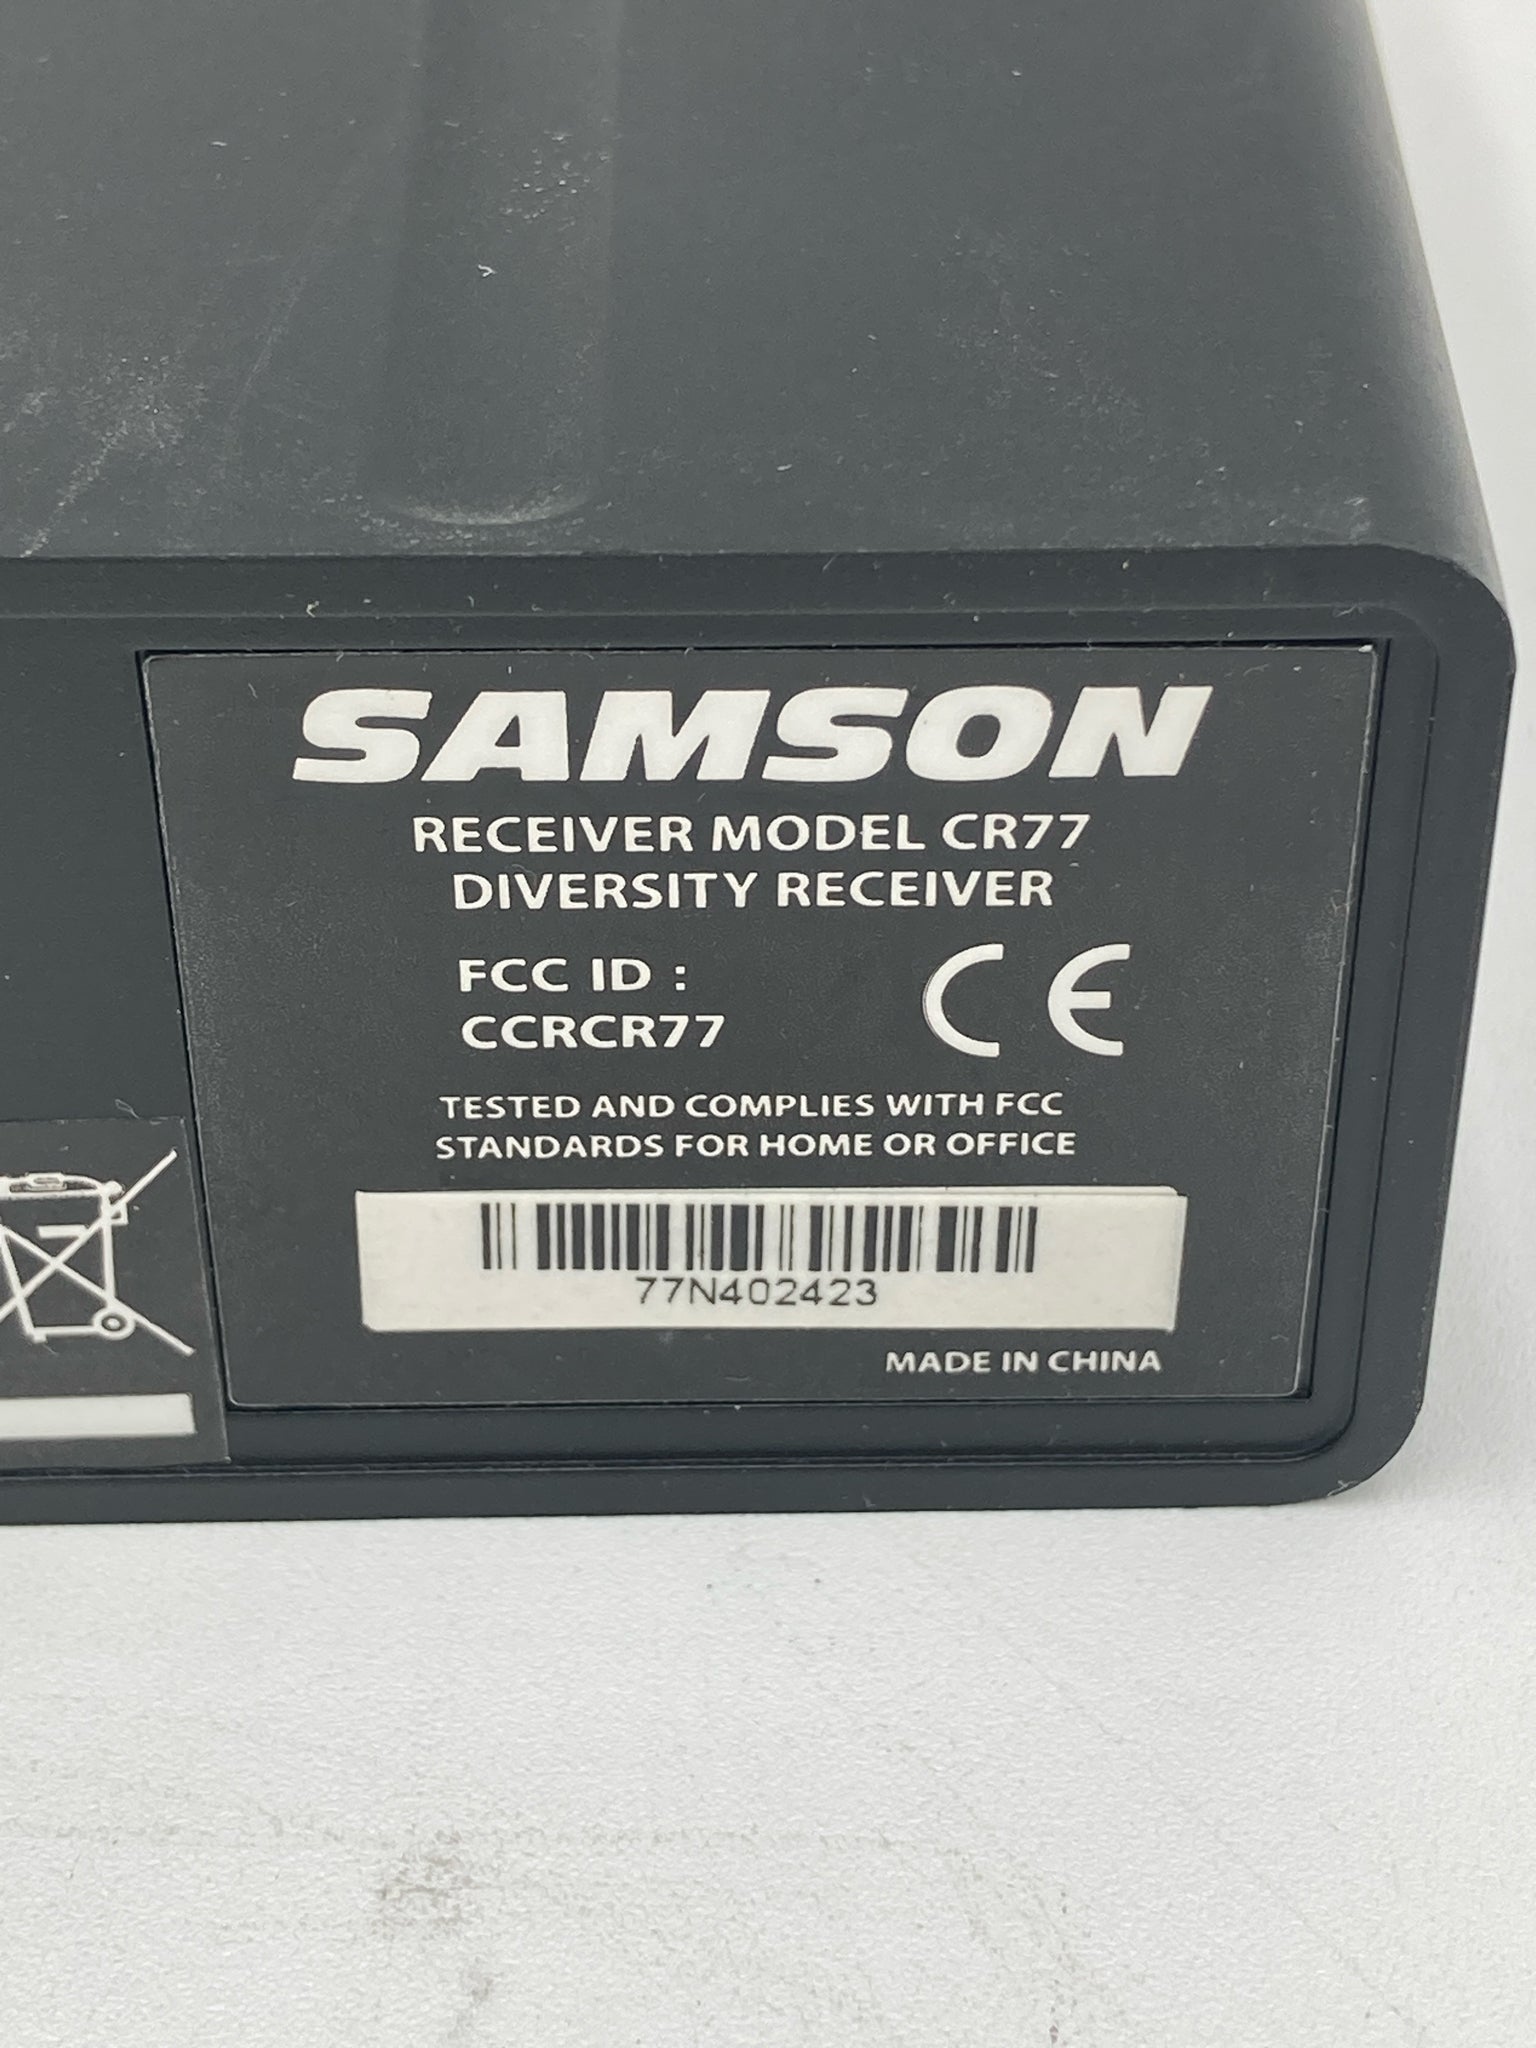 SAMSON
RECEIVER MODEL CR77
DIVERSITY RECEIVER
FCC ID :
CCRCR77
CE
TESTED AND COMPLIES WITH FCC
STANDARDS FOR HOME OR OFFICE
77N402423
MADE IN CHINA